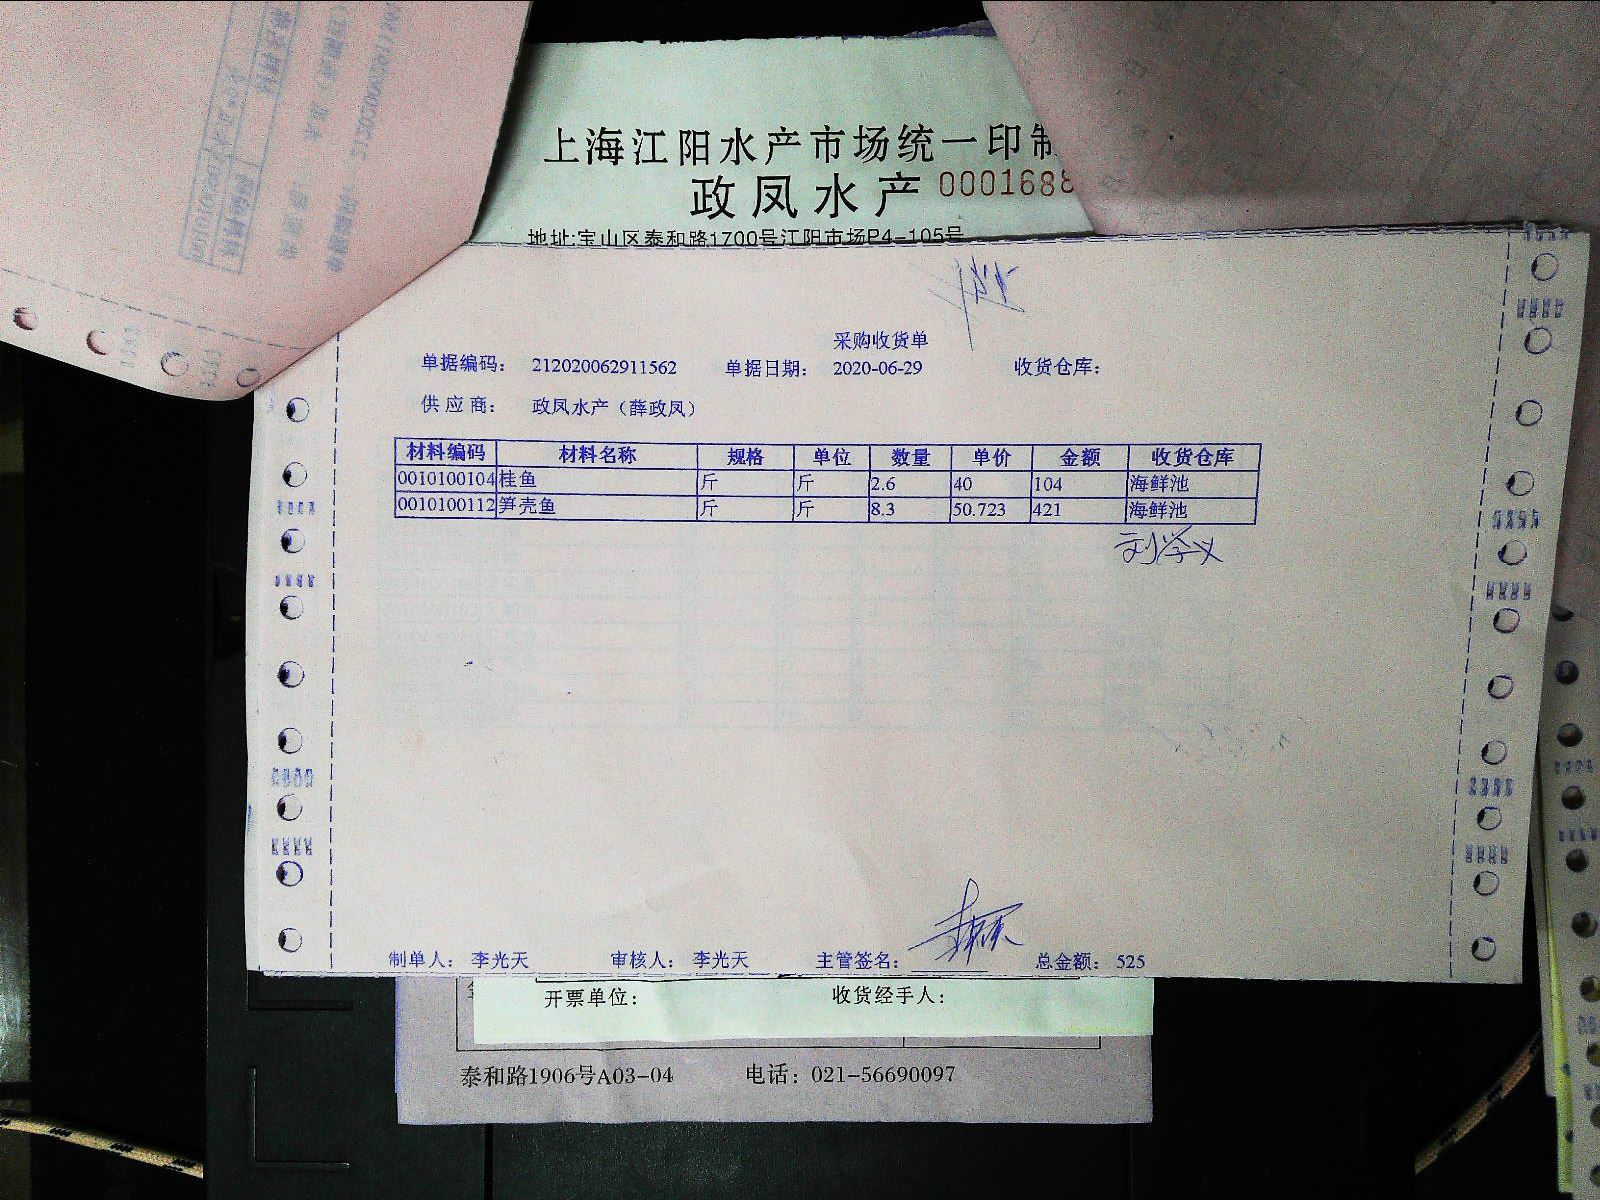 上海江阳水产市场统一印制
政凤水产 0001688
地址:宝山区泰和路1700号江阳市场P4-105号
采购收货单
单据编码： 212020062911562 单据日期： 2020-06-29 收货仓库：
供应商： 政凤水产（薛政凤）
材料编码 材料名称 规格 单位 数量 单价 金额 收货仓库
0010100104 桂鱼 斤 斤 2.6 40 104 海鲜池
0010100112 笋壳鱼 斤 斤 8.3 50.723 421 海鲜池
刘学义
制单人： 李光天 审核人： 李光天 主管签名： 总金额： 525
开票单位： 收货经手人：
泰和路1906号A03-04 电话：021-56690097